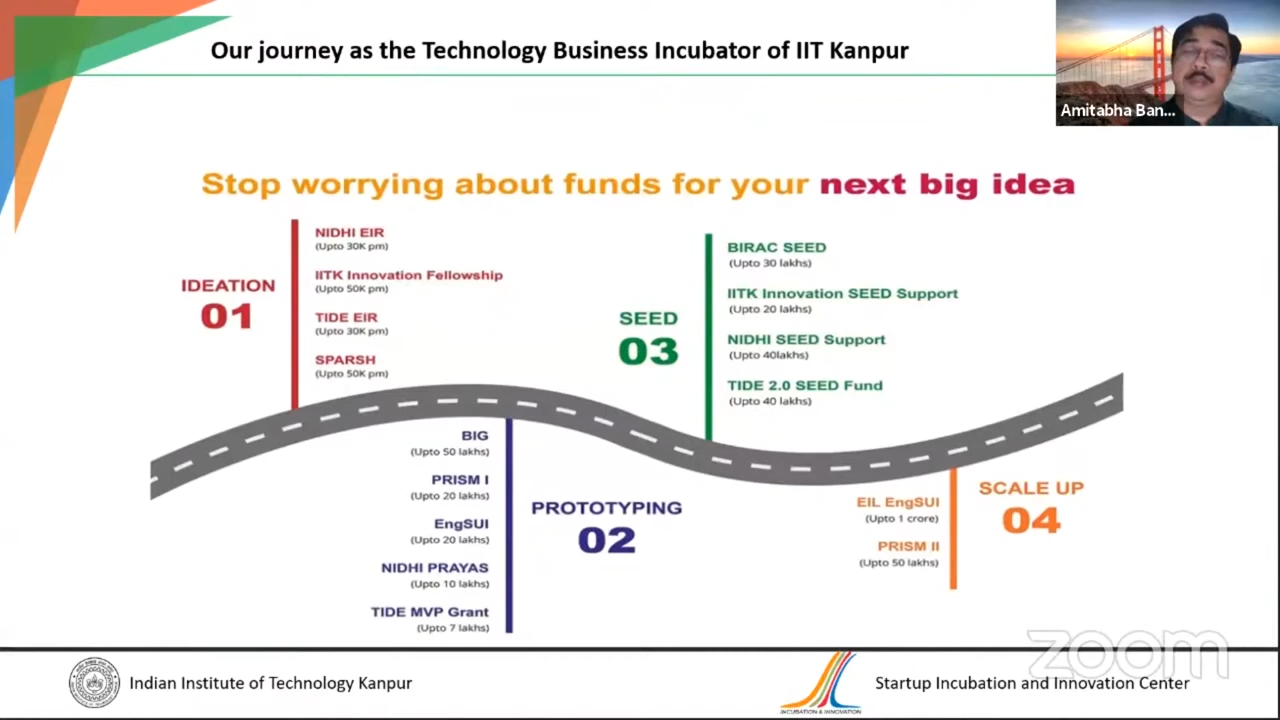 Our journey as the Technology Business Incubator of IIT Kanpur
Amitabha Ban...
Stop worrying about funds for your next big idea
IDEATION
01
NIDHI EIR
(Upto 30K pm)
IITK Innovation Fellowship
(Upto 50K pm)
TIDE EIR
(Upto 30K pm)
SPARSH
(Upto 50K pm)
BIG
(Upto 50 lakhs)
PRISM I
(Upto 20 lakhs)
EngSUI
(Upto 20 lakhs)
NIDHI PRAYAS
(Upto 10 lakhs)
TIDE MVP Grant
(Upto 7 lakhs)
PROTOTYPING
02
SEED
03
BIRAC SEED
(Upto 30 lakhs)
IITK Innovation SEED Support
(Upto 20 lakhs)
NIDHI SEED Support
(Upto 40lakhs)
TIDE 2.0 SEED Fund
(Upto 40 lakhs)
EIL EngSUI
(Upto 1 crore)
PRISM II
(Upto 50 lakhs)
SCALE UP
04
zoom
Indian Institute of Technology Kanpur
INCUBATION & INNOVATION
Startup Incubation and Innovation Center